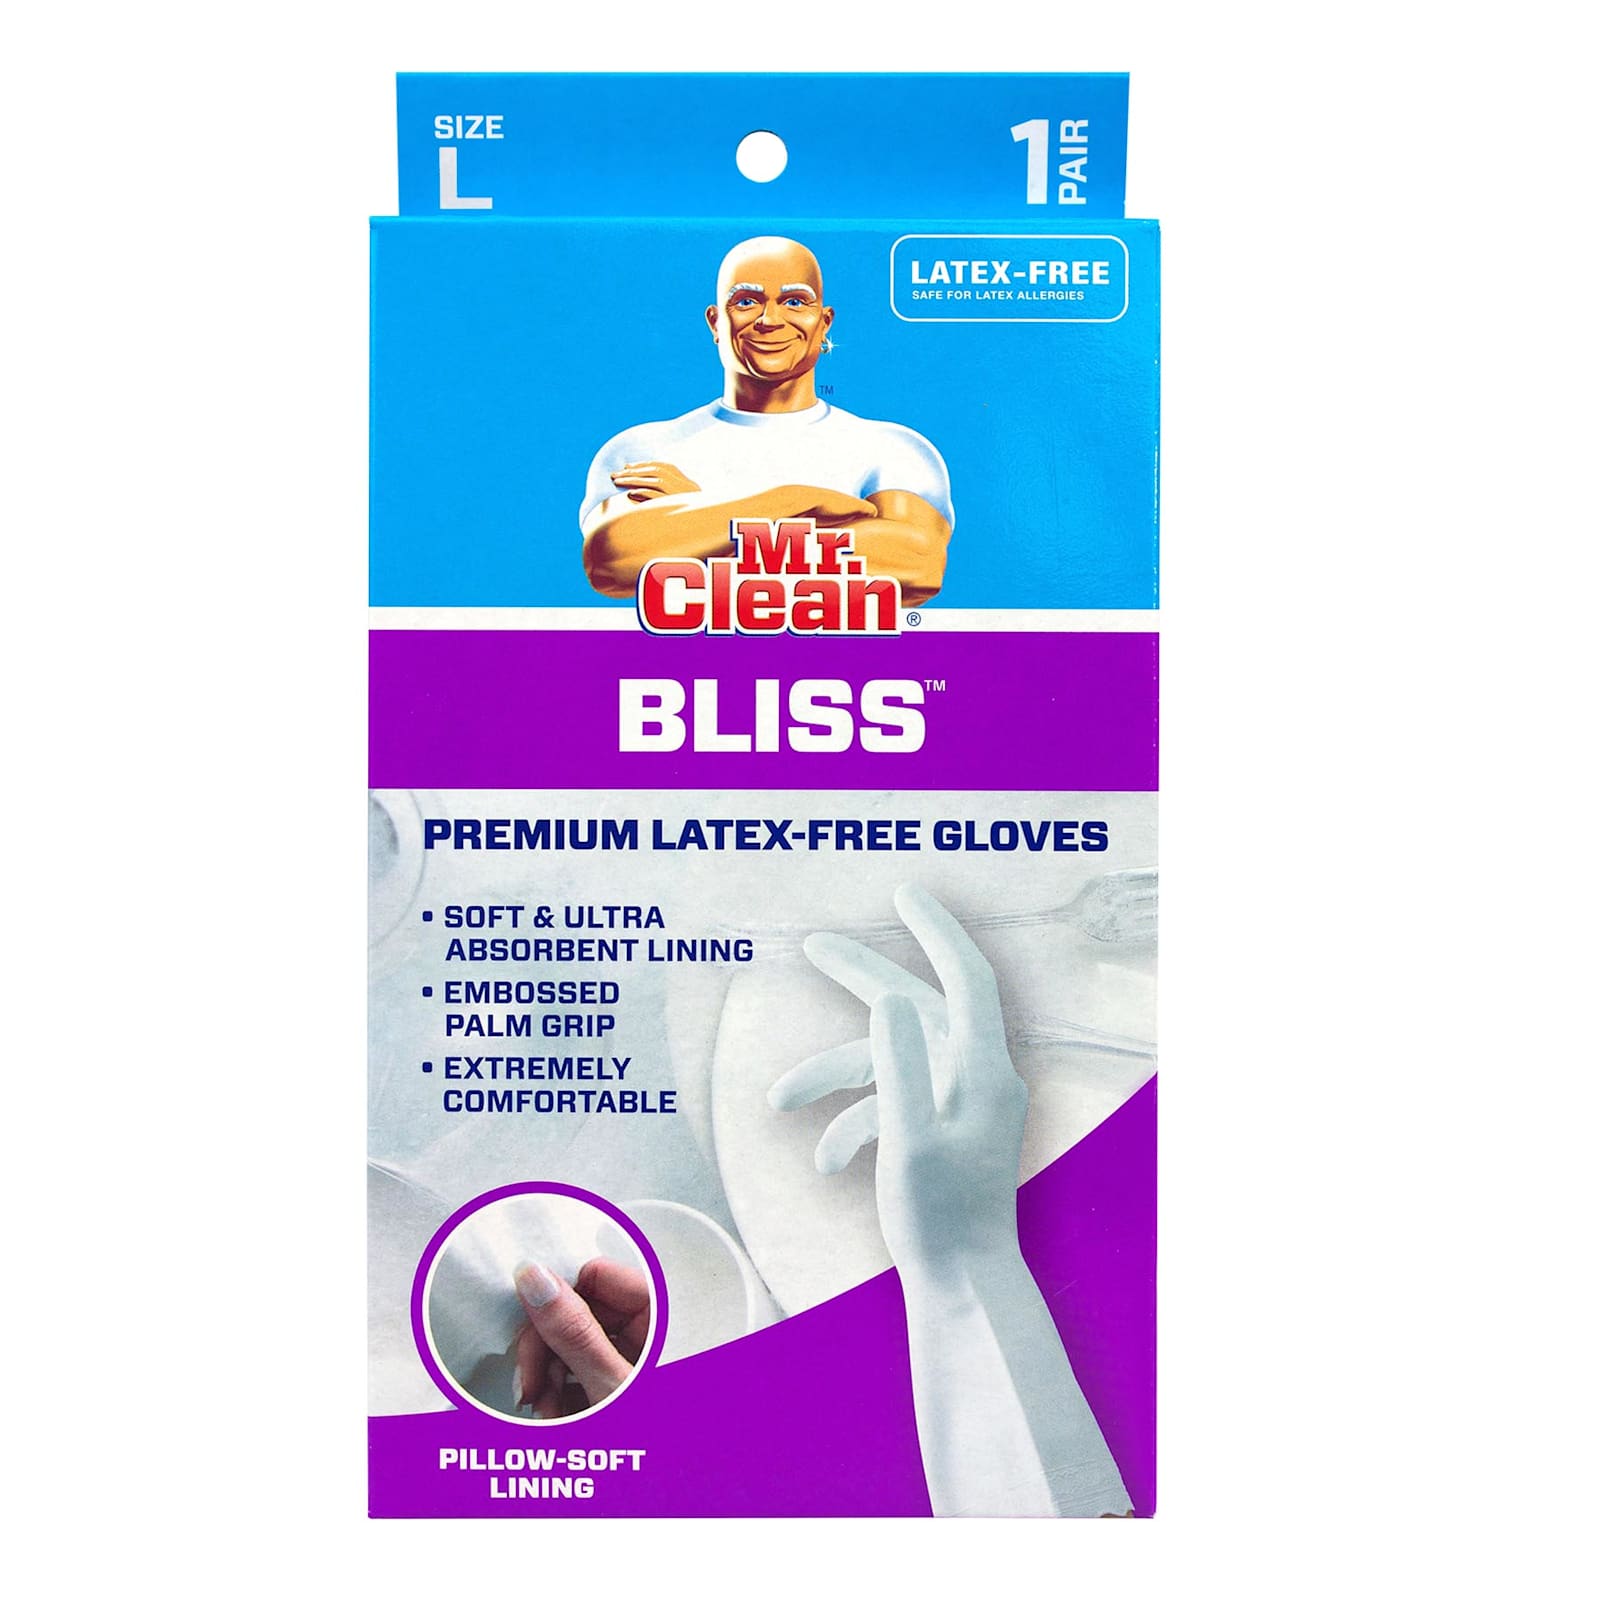 SIZE
L
1 PAIR
LATEX-FREE
SAFE FOR LATEX ALLERGIES
TM
Mr.
Clean®
BLISS™
PREMIUM LATEX-FREE GLOVES
• SOFT & ULTRA
ABSORBENT LINING
• EMBOSSED
PALM GRIP
• EXTREMELY
COMFORTABLE
PILLOW-SOFT
LINING